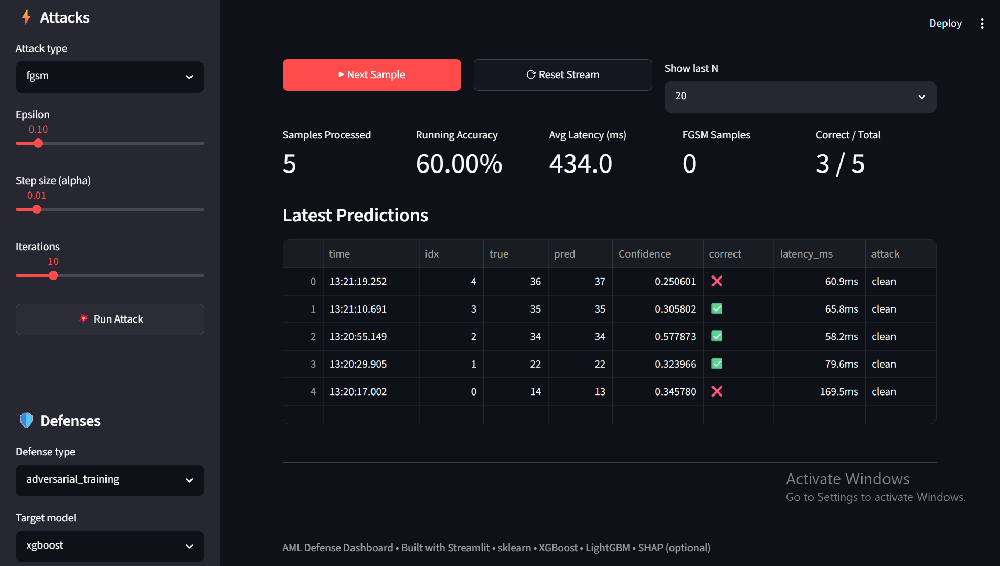 ⚡ Attacks
Attack type
fgsm
Epsilon
0.10
Step size (alpha)
0.01
Iterations
10
💥 Run Attack
🛡️ Defenses
Defense type
adversarial_training
Target model
xgboost
Deploy
▶ Next Sample
⟳ Reset Stream
Show last N
20
Samples Processed
5
Running Accuracy
60.00%
Avg Latency (ms)
434.0
FGSM Samples
0
Correct / Total
3 / 5
Latest Predictions
time idx true pred Confidence correct latency_ms attack
0 13:21:19.252 4 36 37 0.250601 ❌ 60.9ms clean
1 13:21:10.691 3 35 35 0.305802 ✅ 65.8ms clean
2 13:20:55.149 2 34 34 0.577873 ✅ 58.2ms clean
3 13:20:29.905 1 22 22 0.323966 ✅ 79.6ms clean
4 13:20:17.002 0 14 13 0.345780 ❌ 169.5ms clean
Activate Windows
Go to Settings to activate Windows.
AML Defense Dashboard • Built with Streamlit • sklearn • XGBoost • LightGBM • SHAP (optional)